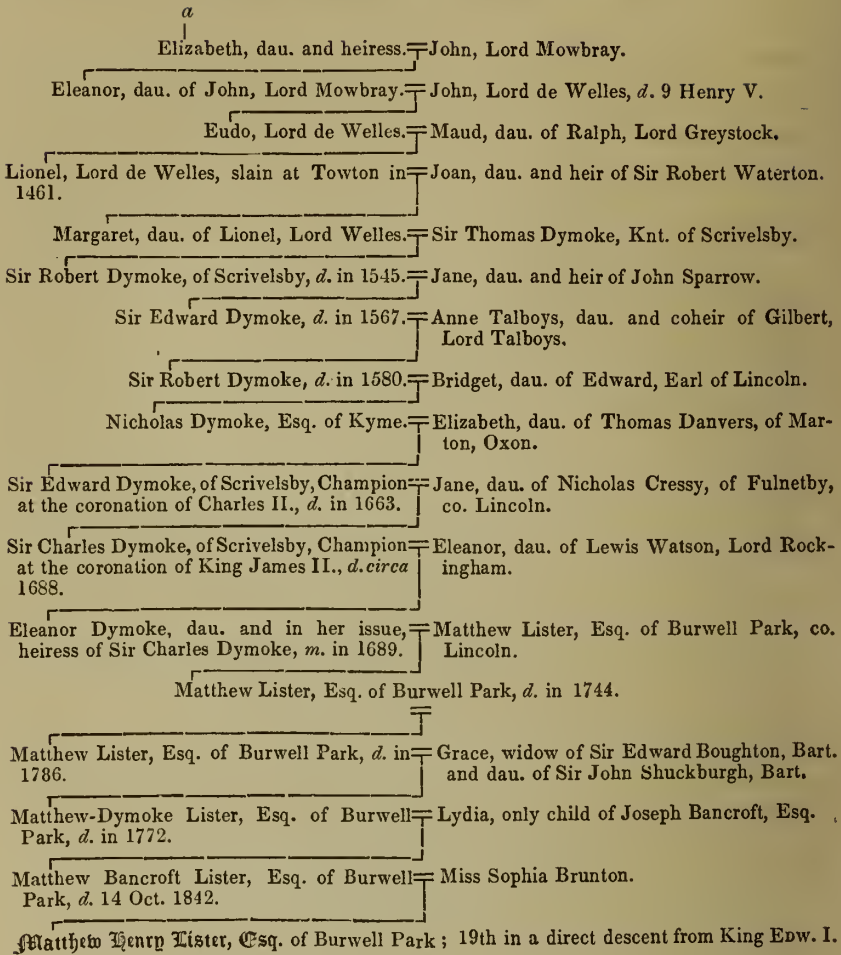 a
Elizabeth, dau. and heiress. John, Lord Mowbray.
Eleanor, dau. of John, Lord Mowbray. John, Lord de Welles, d. 9 Henry V.
Eudo, Lord de Welles. Maud, dau. of Ralph, Lord Greystock.
Lionel, Lord de Welles, slain at Towton in Joan, dau. and heir of Sir Robert Waterton.
1461.
Margaret, dau. of Lionel, Lord Welles. Sir Thomas Dymoke, Knt. of Scrivelsby.
Sir Robert Dymoke, of Scrivelsby, d. in 1545. Jane, dau. and heir of John Sparrow.
Sir Edward Dymoke, d. in 1567. Anne Talboys, dau. and coheir of Gilbert,
Lord Talboys.
Sir Robert Dymoke, d. in 1580. Bridget, dau. of Edward, Earl of Lincoln.
Nicholas Dymoke, Esq. of Kyme. Elizabeth, dau. of Thomas Danvers, of Mar-
ton, Oxon.
Sir Edward Dymoke, of Scrivelsby, Champion Jane, dau. of Nicholas Cressy, of Fulnetby,
at the coronation of Charles II., d. in 1663. co. Lincoln.
Sir Charles Dymoke, of Scrivelsby, Champion Eleanor, dau. of Lewis Watson, Lord Rock-
at the coronation of King James II., d. circa ingham.
1688.
Eleanor Dymoke, dau. and in her issue, Matthew Lister, Esq. of Burwell Park, co.
heiress of Sir Charles Dymoke, m. in 1689. Lincoln.
Matthew Lister, Esq. of Burwell Park, d. in 1744.
Matthew Lister, Esq. of Burwell Park, d. in Grace, widow of Sir Edward Boughton, Bart.
1786. and dau. of Sir John Shuckburgh, Bart.
Matthew-Dymoke Lister, Esq. of Burwell Lydia, only child of Joseph Bancroft, Esq.
Park, d. in 1772.
Matthew Bancroft Lister, Esq. of Burwell Miss Sophia Brunton.
Park, d. 14 Oct. 1842.
Matthew Henry Lister, Esq. of Burwell Park; 19th in a direct descent from King EDW. I.